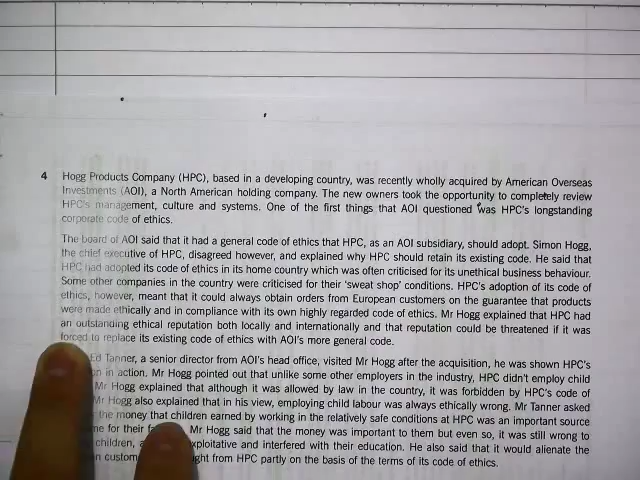 4 Hogg Products Company (HPC), based in a developing country, was recently wholly acquired by American Overseas
Investments (AOI), a North American holding company. The new owners took the opportunity to completely review
HPC's management, culture and systems. One of the first things that AOI questioned was HPC's longstanding
corporate code of ethics.
The board of AOI said that it had a general code of ethics that HPC, as an AOI subsidiary, should adopt. Simon Hogg,
the chief executive of HPC, disagreed however, and explained why HPC should retain its existing code. He said that
HPC had adopted its code of ethics in its home country which was often criticised for its unethical business behaviour.
Some other companies in the country were criticised for their 'sweat shop' conditions. HPC's adoption of its code of
ethics, however, meant that it could always obtain orders from European customers on the guarantee that products
were made ethically and in compliance with its own highly regarded code of ethics. Mr Hogg explained that HPC had
an outstanding ethical reputation both locally and internationally and that reputation could be threatened if it was
forced to replace its existing code of ethics with AOI's more general code.
Ed Tanner, a senior director from AOI's head office, visited Mr Hogg after the acquisition, he was shown HPC's
in action. Mr Hogg pointed out that unlike some other employers in the industry, HPC didn't employ child
Mr Hogg explained that although it was allowed by law in the country, it was forbidden by HPC's code of
Mr Hogg also explained that in his view, employing child labour was always ethically wrong. Mr Tanner asked
the money that children earned by working in the relatively safe conditions at HPC was an important source
for their Mr Hogg said that the money was important to them but even so, it was still wrong to
children, and interfered with their education. He also said that it would alienate the
from HPC partly on the basis of the terms of its code of ethics.